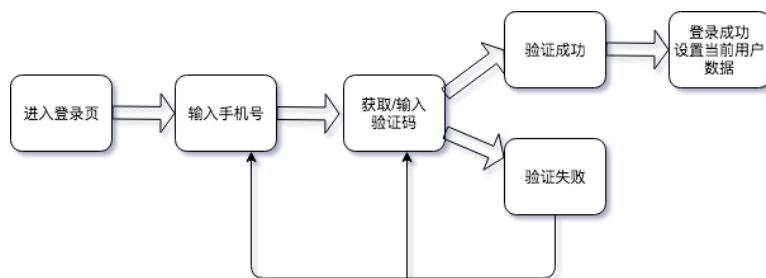 进入登录页
输入手机号
获取/输入
验证码
验证成功
登录成功
设置当前用户
数据
验证失败